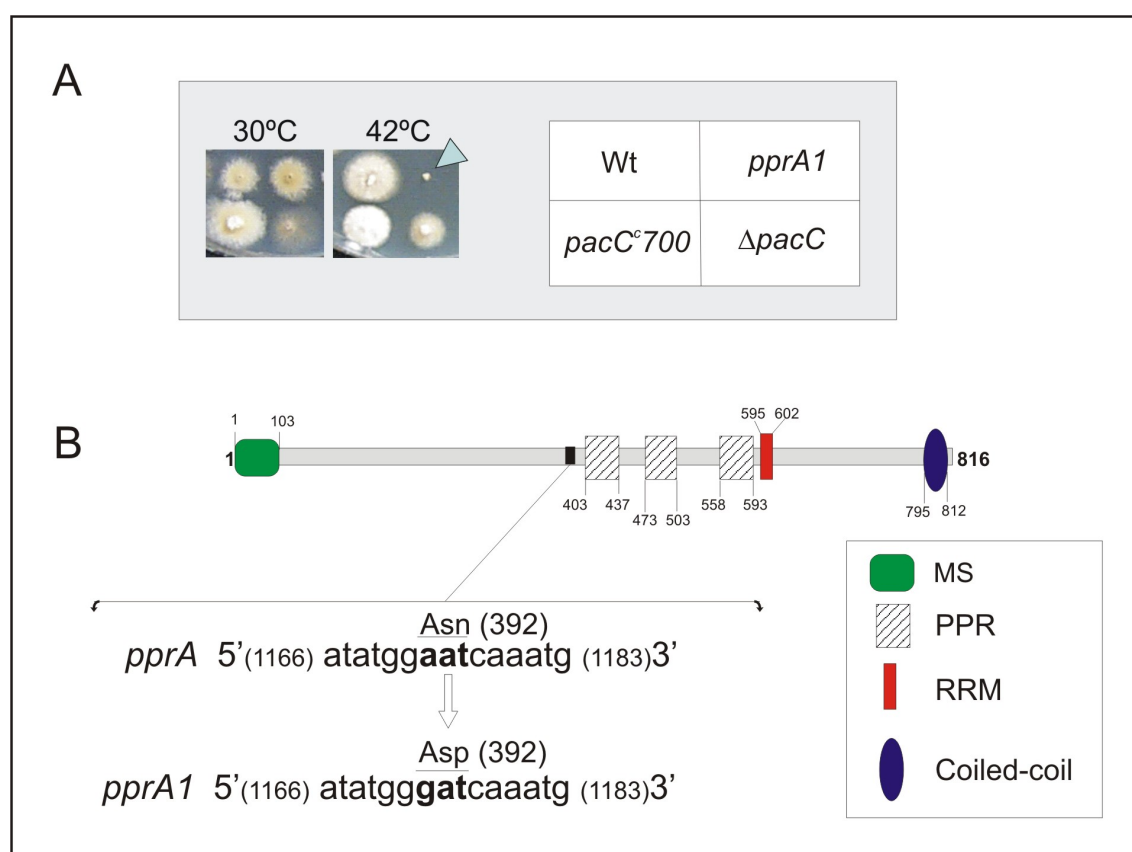 A
30ºC 42ºC
Wt pprA1
pacCᶜ700 ΔpacC
B
1 103 595 602
1 816
403 437 473 503 558 593 795 812
MS
PPR
RRM
Coiled-coil
Asn (392)
pprA 5’(1166) atatggaatcaaatg (1183)3’
Asp (392)
pprA1 5’(1166) atatgggatcaaatg (1183)3’